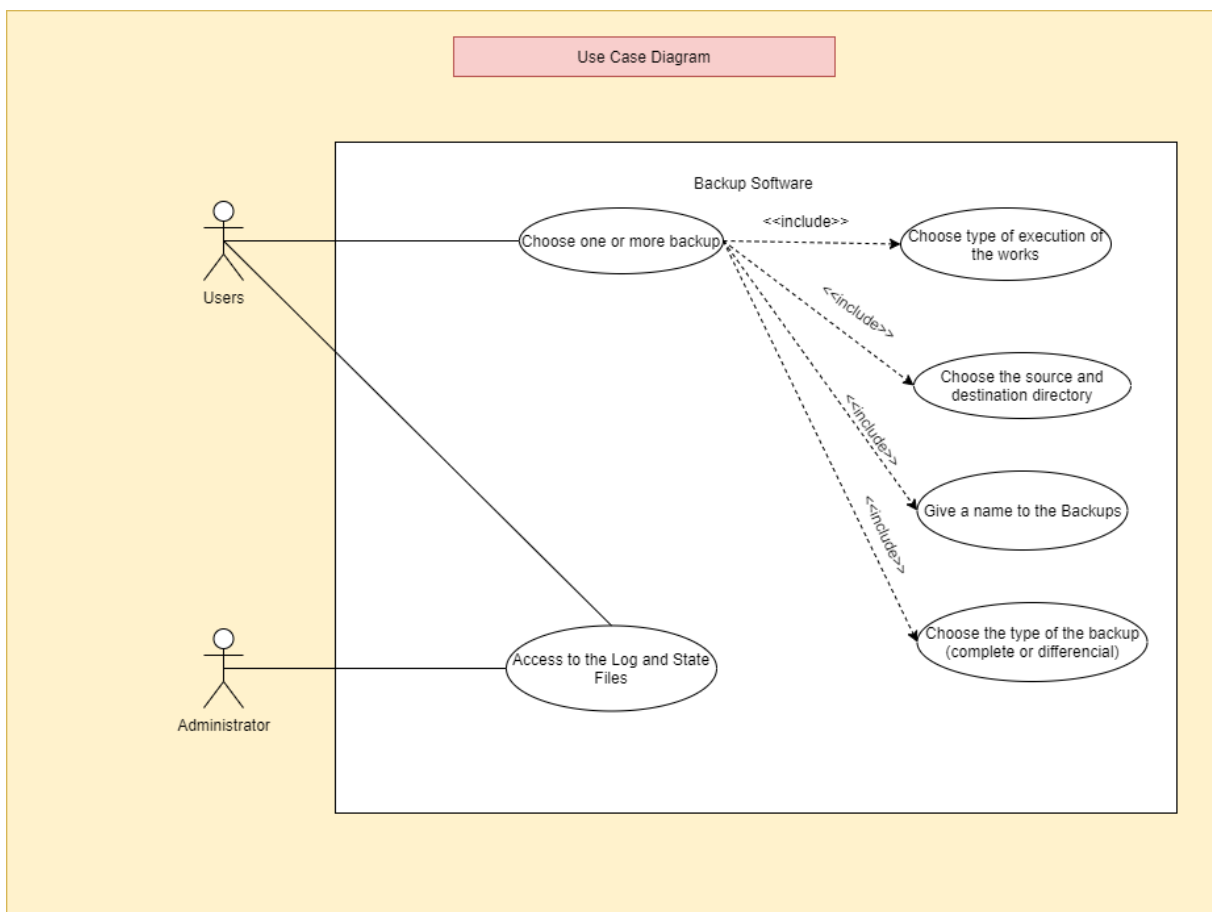 Use Case Diagram
Backup Software
<<include>>
Choose one or more backup
Choose type of execution of
the works
Users
<<include>>
Choose the source and
destination directory
<<include>>
Give a name to the Backups
<<include>>
Choose the type of the backup
(complete or differencial)
Access to the Log and State
Files
Administrator